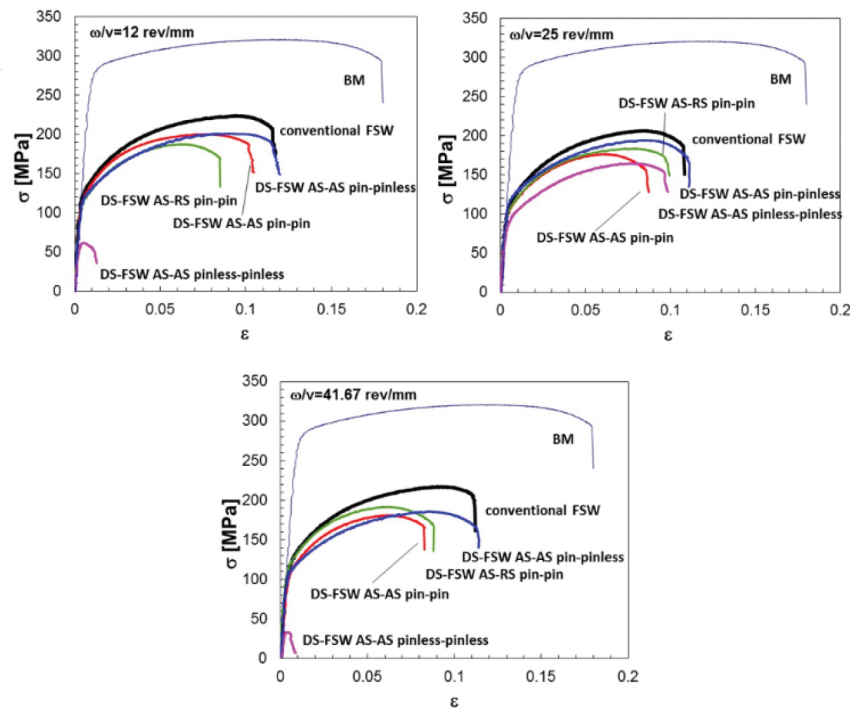 ω/v=12 rev/mm
350
300
250
200
150
100
50
0
σ [MPa]
BM
conventional FSW
DS-FSW AS-AS pin-pinless
DS-FSW AS-RS pin-pin
DS-FSW AS-AS pin-pin
DS-FSW AS-AS pinless-pinless
0 0.05 0.1 0.15 0.2
ε
ω/v=25 rev/mm
350
300
250
200
150
100
50
0
σ [MPa]
BM
DS-FSW AS-RS pin-pin
conventional FSW
DS-FSW AS-AS pin-pinless
DS-FSW AS-AS pinless-pinless
DS-FSW AS-AS pin-pin
0 0.05 0.1 0.15 0.2
ε
ω/v=41.67 rev/mm
350
300
250
200
150
100
50
0
σ [MPa]
BM
conventional FSW
DS-FSW AS-AS pin-pinless
DS-FSW AS-RS pin-pin
DS-FSW AS-AS pin-pin
DS-FSW AS-AS pinless-pinless
0 0.05 0.1 0.15 0.2
ε